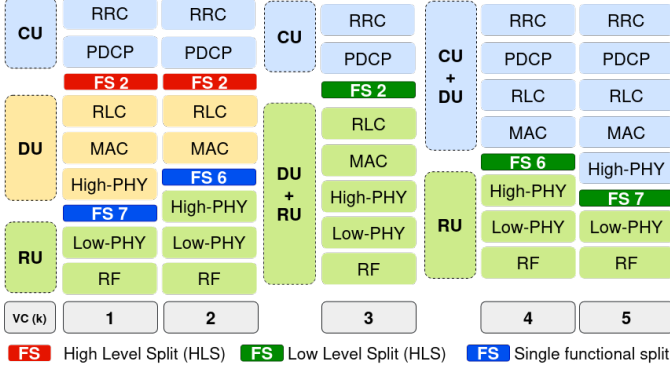 CU
RRC
RRC
PDCP
PDCP
FS 2
FS 2
DU
RLC
RLC
MAC
MAC
High-PHY
FS 6
FS 7
High-PHY
RU
Low-PHY
Low-PHY
RF
RF
CU
RRC
PDCP
FS 2
DU
+
RU
RLC
MAC
High-PHY
Low-PHY
RF
CU
+
DU
RRC
RRC
PDCP
PDCP
RLC
RLC
MAC
MAC
FS 6
High-PHY
RU
High-PHY
FS 7
Low-PHY
Low-PHY
RF
RF
VC (k)
1
2
3
4
5
FS High Level Split (HLS)
FS Low Level Split (HLS)
FS Single functional split